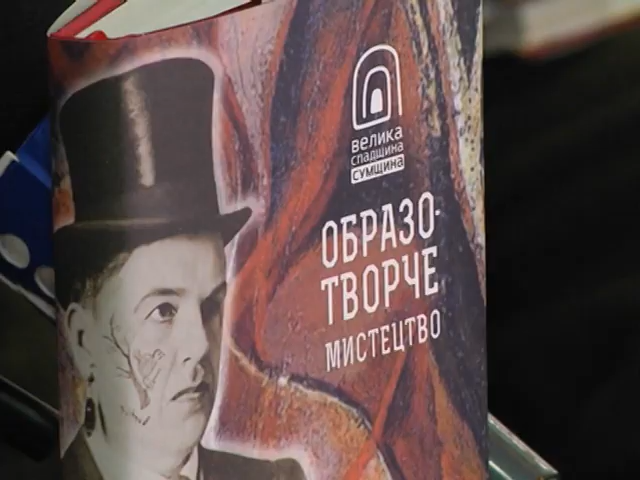 велика
спадщина
сумщина
ОБРАЗО-
ТВОРЧЕ
МИСТЕЦТВО